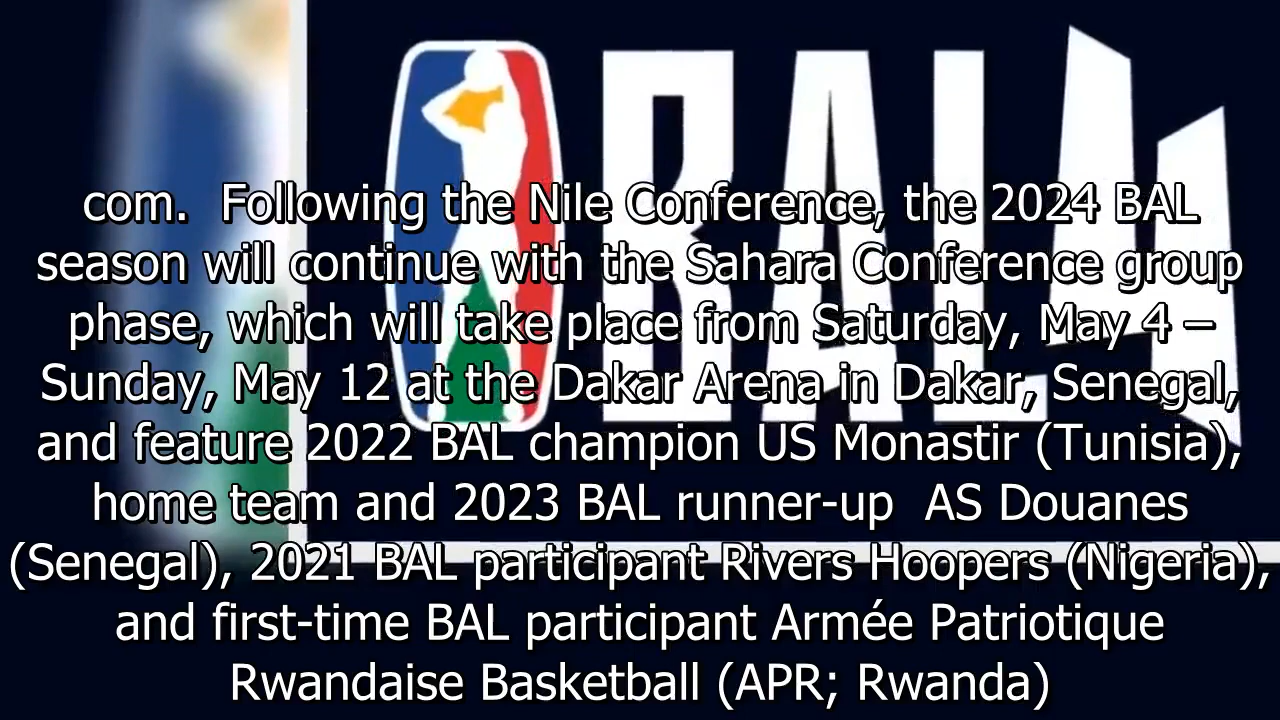 BAL
com.  Following the Nile Conference, the 2024 BAL
season will continue with the Sahara Conference group
phase, which will take place from Saturday, May 4 –
Sunday, May 12 at the Dakar Arena in Dakar, Senegal,
and feature 2022 BAL champion US Monastir (Tunisia),
home team and 2023 BAL runner-up  AS Douanes
(Senegal), 2021 BAL participant Rivers Hoopers (Nigeria),
and first-time BAL participant Armée Patriotique
Rwandaise Basketball (APR; Rwanda)